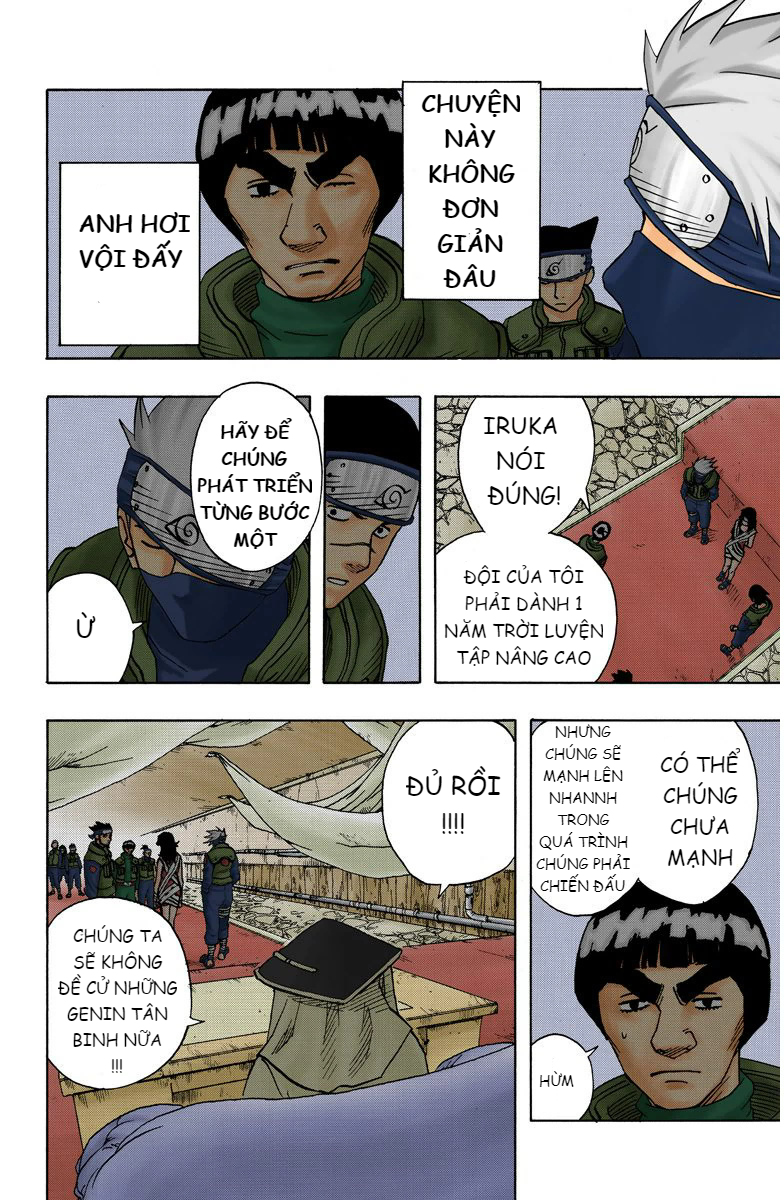 CHUYỆN
NÀY
KHÔNG
ĐƠN
GIẢN
ĐÂU
ANH HƠI
VỘI ĐẤY
HÃY ĐỂ
CHÚNG
PHÁT TRIỂN
TỪNG BƯỚC
MỘT
Ừ
IRUKA
NÓI
ĐÚNG!
ĐỘI CỦA TÔI
PHẢI DÀNH 1
NĂM TRỜI LUYỆN
TẬP NÂNG CAO
ĐỦ RỒI
!!!!
CHÚNG TA
SẼ KHÔNG
ĐỀ CỬ NHỮNG
GENIN TÂN
BINH NỮA
!!!
CÓ THỂ
CHÚNG
CHƯA
MẠNH
NHƯNG
CHÚNG SẼ
MẠNH LÊN
NHANNH
TRONG
QUÁ TRÌNH
CHÚNG PHẢI
CHIẾN ĐẤU
HỪM